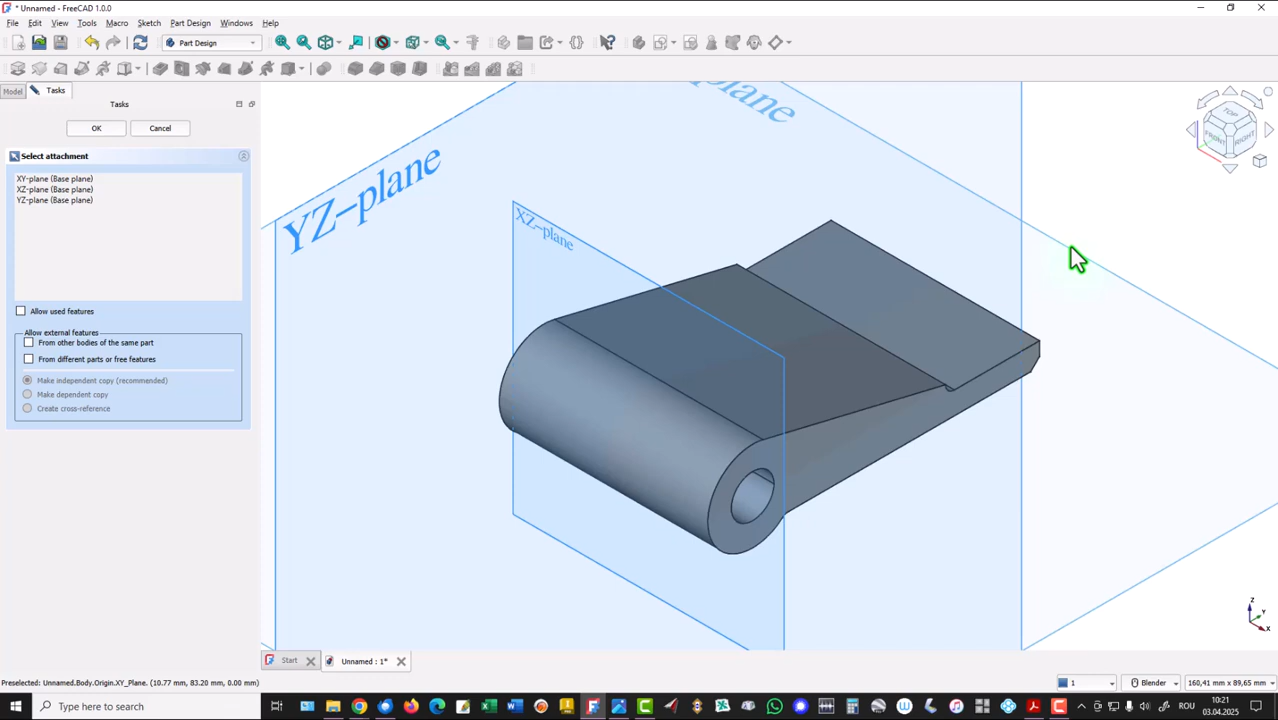 * Unnamed - FreeCAD 1.0.0
File Edit View Tools Macro Sketch Part Design Windows Help
Part Design
Model Tasks
Tasks
OK Cancel
Select attachment
XY-plane (Base plane)
XZ-plane (Base plane)
YZ-plane (Base plane)
Allow used features
Allow external features
From other bodies of the same part
From different parts or free features
Make independent copy (recommended)
Make dependent copy
Create cross-reference
YZ-plane
XZ-plane
plane
TOP
FRONT
RIGHT
Z
Y
X
Start Unnamed : 1*
Preselected: Unnamed.Body.Origin.XY_Plane. (10.77 mm, 83.20 mm, 0.00 mm)
1 Blender 160,41 mm × 89,65 mm
Type here to search
ROU
10:21
03.04.2025